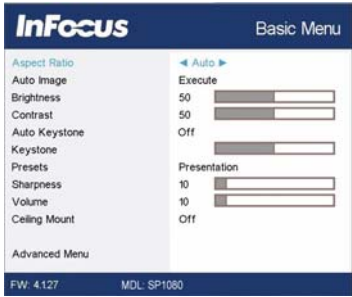 InFocus Basic Menu
Aspect Ratio ◄ Auto ►
Auto Image Execute
Brightness 50
Contrast 50
Auto Keystone Off
Keystone
Presets Presentation
Sharpness 10
Volume 10
Ceiling Mount Off
Advanced Menu
FW: 4.127 MDL: SP1080